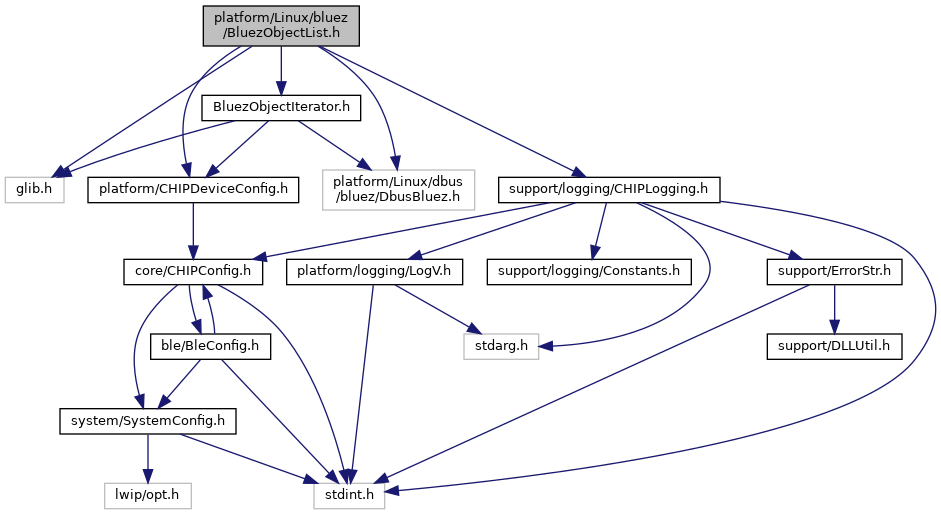 platform/Linux/bluez
/BluezObjectList.h
BluezObjectIterator.h
glib.h
platform/CHIPDeviceConfig.h
platform/Linux/dbus
/bluez/DbusBluez.h
support/logging/CHIPLogging.h
core/CHIPConfig.h
platform/logging/LogV.h
support/logging/Constants.h
support/ErrorStr.h
ble/BleConfig.h
stdarg.h
support/DLLUtil.h
system/SystemConfig.h
lwip/opt.h
stdint.h